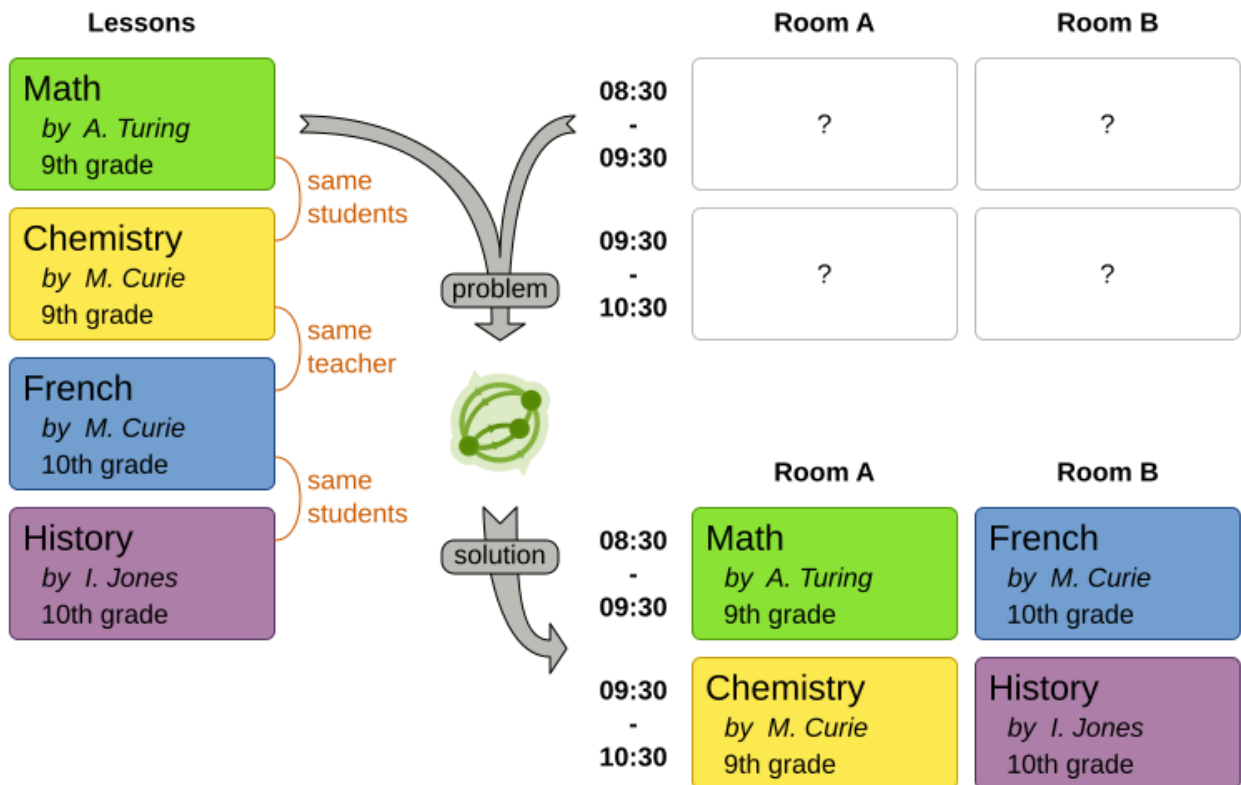 Lessons
Math
by A. Turing
9th grade
same
students
Chemistry
by M. Curie
9th grade
same
teacher
French
by M. Curie
10th grade
same
students
History
by I. Jones
10th grade
problem
solution
Room A
Room B
08:30
-
09:30
?
?
09:30
-
10:30
?
?
Room A
Room B
08:30
-
09:30
Math
by A. Turing
9th grade
French
by M. Curie
10th grade
09:30
-
10:30
Chemistry
by M. Curie
9th grade
History
by I. Jones
10th grade